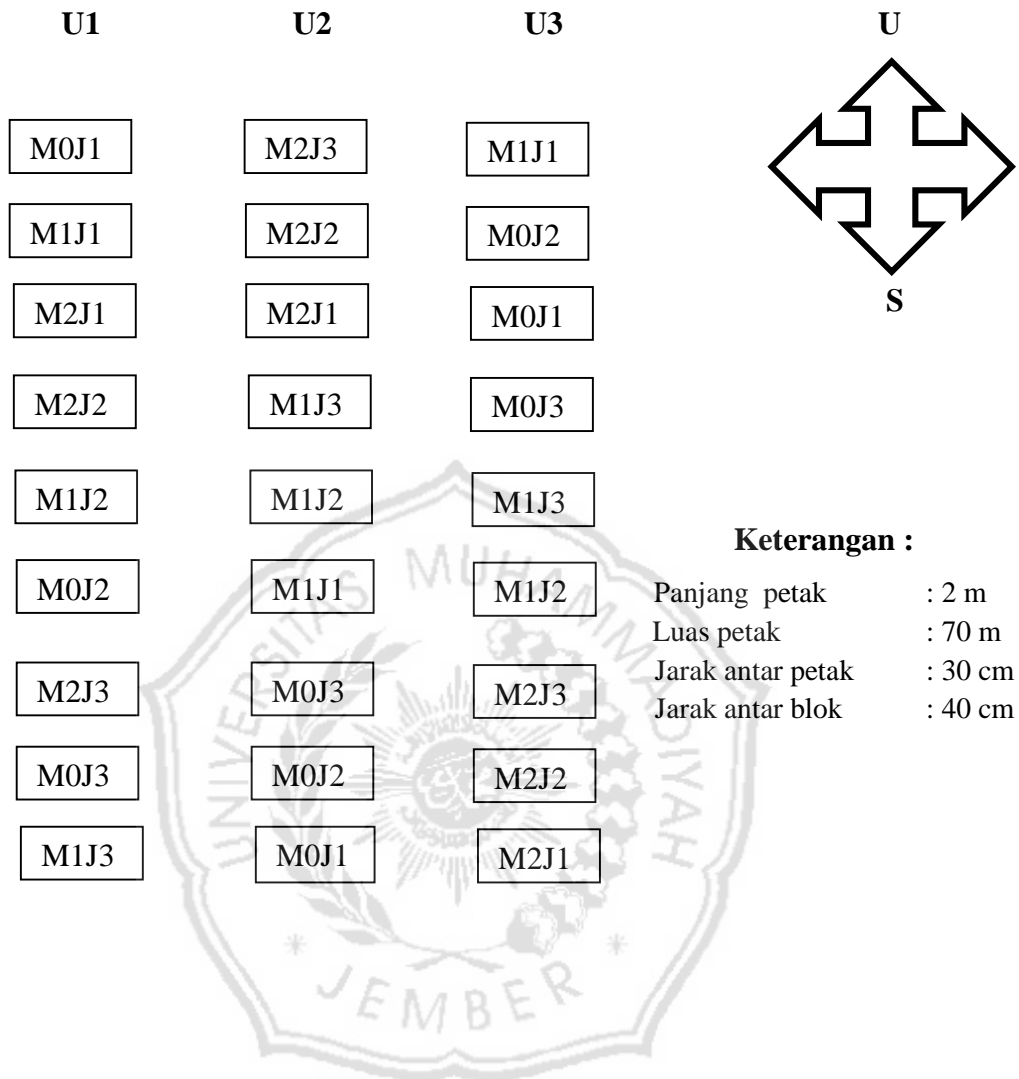 U1 U2 U3 U
M0J1 M2J3 M1J1
M1J1 M2J2 M0J2
M2J1 M2J1 M0J1
S
M2J2 M1J3 M0J3
M1J2 M1J2 M1J3
Keterangan :
M0J2 M1J1 M1J2
Panjang petak : 2 m
Luas petak : 70 m
Jarak antar petak : 30 cm
Jarak antar blok : 40 cm
M2J3 M0J3 M2J3
M0J3 M0J2 M2J2
M1J3 M0J1 M2J1
UNIVERSITAS MUHAMMADIYAH
JEMBER